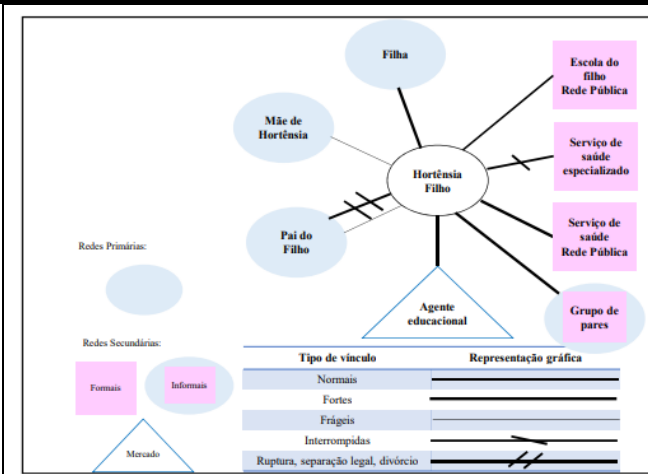 Filha
Escola do
filho
Rede Pública
Mãe de
Hortênsia
Serviço de
saúde
especializado
Hortênsia
Filho
Pai do
Filho
Serviço de
saúde
Rede Pública
Redes Primárias:
Agente
educacional
Grupo de
pares
Redes Secundárias:
Formais
Informais
Mercado
Tipo de vínculo
Representação gráfica
Normais
Fortes
Frágeis
Interrompidas
Ruptura, separação legal, divórcio